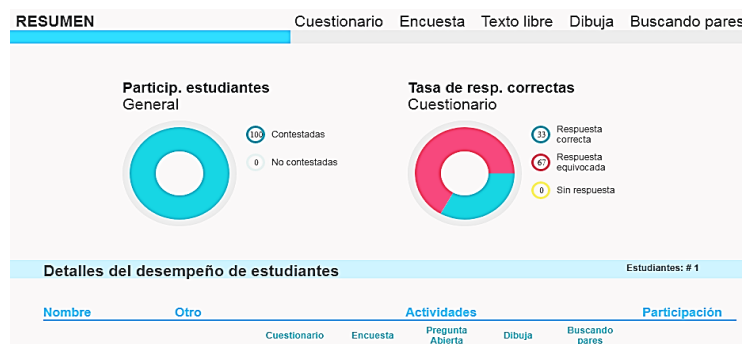 RESUMEN Cuestionario Encuesta Texto libre Dibuja Buscando pares
Particip. estudiantes
General
100 Contestadas
0 No contestadas
Tasa de resp. correctas
Cuestionario
33 Respuesta
correcta
67 Respuesta
equivocada
0 Sin respuesta
Detalles del desempeño de estudiantes Estudiantes: # 1
Nombre Otro Actividades Participación
Cuestionario Encuesta Pregunta Abierta Dibuja Buscando pares